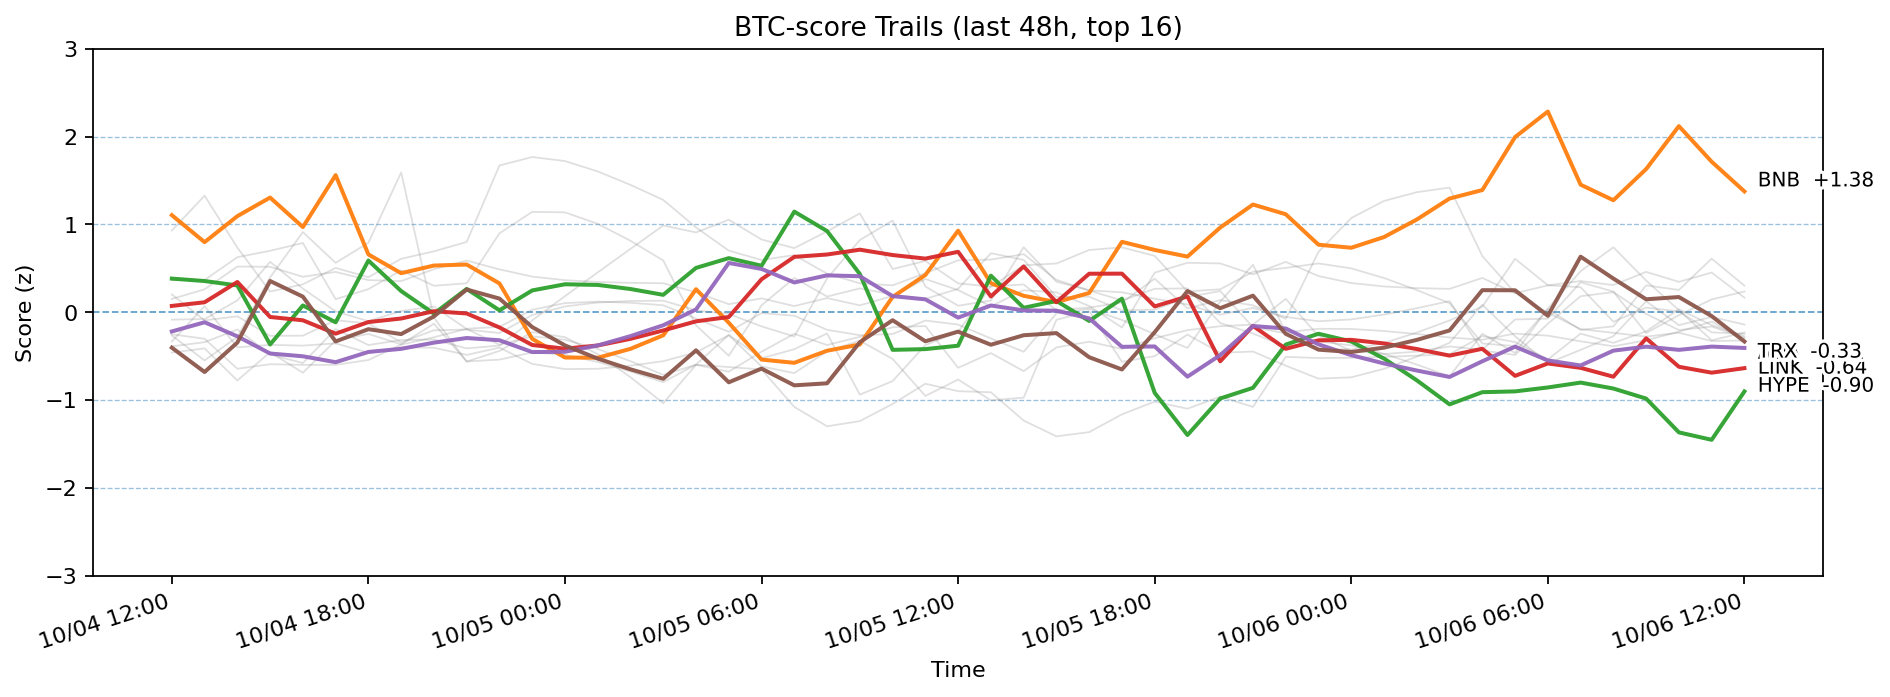 BTC-score Trails (last 48h, top 16)
Score (z)
3
2
1
0
−1
−2
−3
BNB +1.38
TRX -0.33
LINK -0.64
HYPE -0.90
10/04 12:00
10/04 18:00
10/05 00:00
10/05 06:00
10/05 12:00
10/05 18:00
10/06 00:00
10/06 06:00
10/06 12:00
Time